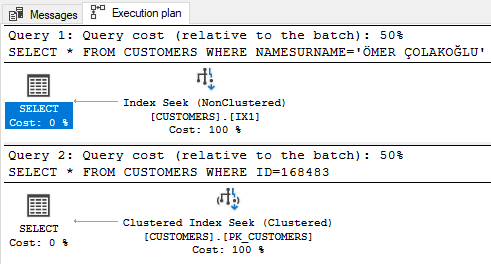 Messages Execution plan
Query 1: Query cost (relative to the batch): 50%
SELECT * FROM CUSTOMERS WHERE NAMESURNAME='ÖMER ÇOLAKOĞLU'
SELECT
Cost: 0 %
Index Seek (NonClustered)
[CUSTOMERS].[IX1]
Cost: 100 %
Query 2: Query cost (relative to the batch): 50%
SELECT * FROM CUSTOMERS WHERE ID=168483
SELECT
Cost: 0 %
Clustered Index Seek (Clustered)
[CUSTOMERS].[PK_CUSTOMERS]
Cost: 100 %